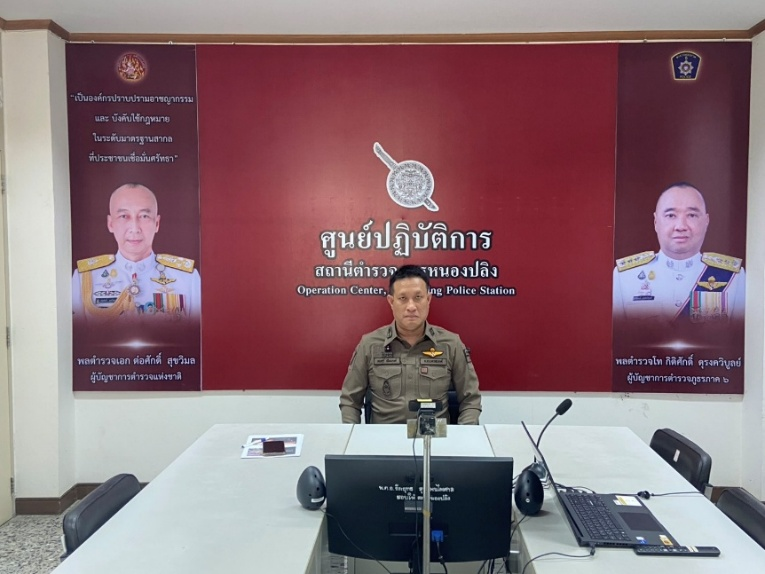 "เป็นองค์กรปราบปรามอาชญากรรม
และ บังคับใช้กฎหมาย
ในระดับมาตรฐานสากล
ที่ประชาชนเชื่อมั่นศรัทธา"
พลตำรวจเอก ต่อศักดิ์ สุขวิมล
ผู้บัญชาการตำรวจแห่งชาติ
ศูนย์ปฏิบัติการ
สถานีตำรวจ หนองปลิง
Operation Center, Police Station
พลตำรวจโท กิติศักดิ์ ดุรงควิบูลย์
ผู้บัญชาการตำรวจภูธรภาค ๖